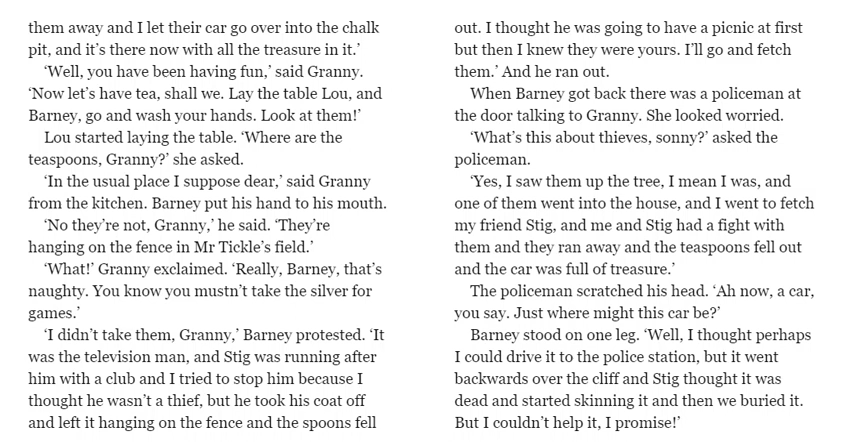 them away and I let their car go over into the chalk
pit, and it’s there now with all the treasure in it.’
‘Well, you have been having fun,’ said Granny.
‘Now let’s have tea, shall we. Lay the table Lou, and
Barney, go and wash your hands. Look at them!’
Lou started laying the table. ‘Where are the
teaspoons, Granny?’ she asked.
‘In the usual place I suppose dear,’ said Granny
from the kitchen. Barney put his hand to his mouth.
‘No they’re not, Granny,’ he said. ‘They’re
hanging on the fence in Mr Tickle’s field.’
‘What!’ Granny exclaimed. ‘Really, Barney, that’s
naughty. You know you mustn’t take the silver for
games.’
‘I didn’t take them, Granny,’ Barney protested. ‘It
was the television man, and Stig was running after
him with a club and I tried to stop him because I
thought he wasn’t a thief, but he took his coat off
and left it hanging on the fence and the spoons fell
out. I thought he was going to have a picnic at first
but then I knew they were yours. I’ll go and fetch
them.’ And he ran out.
When Barney got back there was a policeman at
the door talking to Granny. She looked worried.
‘What’s this about thieves, sonny?’ asked the
policeman.
‘Yes, I saw them up the tree, I mean I was, and
one of them went into the house, and I went to fetch
my friend Stig, and me and Stig had a fight with
them and they ran away and the teaspoons fell out
and the car was full of treasure.’
The policeman scratched his head. ‘Ah now, a car,
you say. Just where might this car be?’
Barney stood on one leg. ‘Well, I thought perhaps
I could drive it to the police station, but it went
backwards over the cliff and Stig thought it was
dead and started skinning it and then we buried it.
But I couldn’t help it, I promise!’